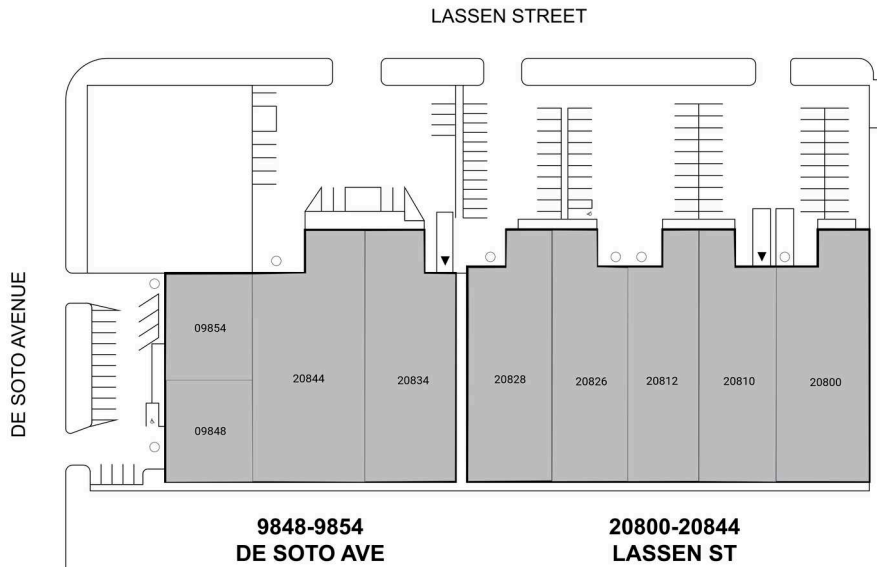 LASSEN STREET
DE SOTO AVENUE
09854
09848
20844
20834
20828
20826
20812
20810
20800
9848-9854
DE SOTO AVE
20800-20844
LASSEN ST